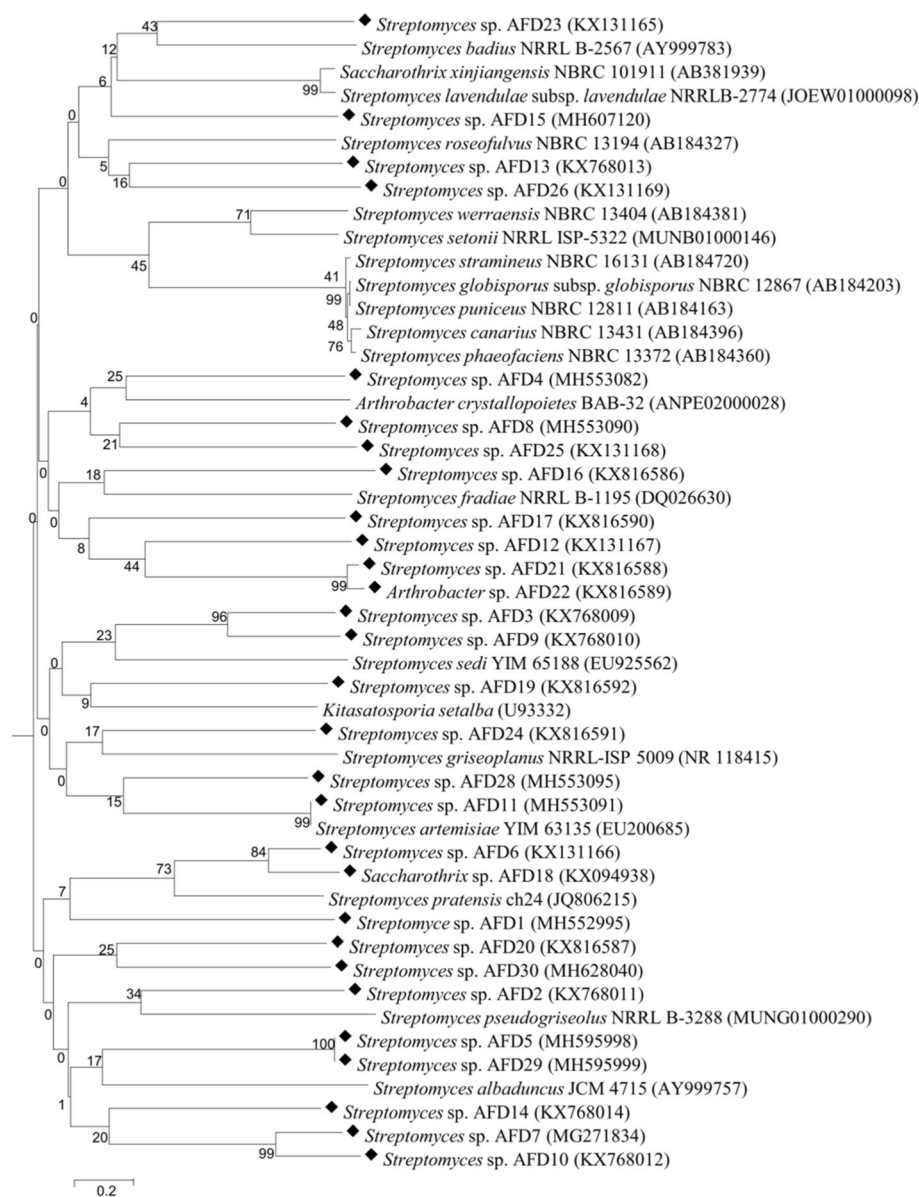 43
Streptomyces sp. AFD23 (KX131165)
Streptomyces badius NRRL B-2567 (AY999783)
12
Saccharothrix xinjiangensis NBRC 101911 (AB381939)
6
99
Streptomyces lavendulae subsp. lavendulae NRRLB-2774 (JOEW01000098)
0
Streptomyces sp. AFD15 (MH607120)
Streptomyces roseofulvus NBRC 13194 (AB184327)
5
Streptomyces sp. AFD13 (KX768013)
0
16
Streptomyces sp. AFD26 (KX131169)
71
Streptomyces werraensis NBRC 13404 (AB184381)
Streptomyces setonii NRRL ISP-5322 (MUNB01000146)
45
Streptomyces stramineus NBRC 16131 (AB184720)
41
Streptomyces globisporus subsp. globisporus NBRC 12867 (AB184203)
99
Streptomyces puniceus NBRC 12811 (AB184163)
0
48
Streptomyces canarius NBRC 13431 (AB184396)
76
Streptomyces phaeofaciens NBRC 13372 (AB184360)
25
Streptomyces sp. AFD4 (MH553082)
4
Arthrobacter crystallopoietes BAB-32 (ANPE02000028)
Streptomyces sp. AFD8 (MH553090)
21
Streptomyces sp. AFD25 (KX131168)
0
18
Streptomyces sp. AFD16 (KX816586)
Streptomyces fradiae NRRL B-1195 (DQ026630)
0
0
Streptomyces sp. AFD17 (KX816590)
8
Streptomyces sp. AFD12 (KX131167)
44
Streptomyces sp. AFD21 (KX816588)
99
Arthrobacter sp. AFD22 (KX816589)
96
Streptomyces sp. AFD3 (KX768009)
23
Streptomyces sp. AFD9 (KX768010)
0
Streptomyces sedi YIM 65188 (EU925562)
Streptomyces sp. AFD19 (KX816592)
9
Kitasatosporia setalba (U93332)
0
17
Streptomyces sp. AFD24 (KX816591)
Streptomyces griseoplanus NRRL-ISP 5009 (NR 118415)
0
Streptomyces sp. AFD28 (MH553095)
15
Streptomyces sp. AFD11 (MH553091)
99
Streptomyces artemisiae YIM 63135 (EU200685)
84
Streptomyces sp. AFD6 (KX131166)
73
Saccharothrix sp. AFD18 (KX094938)
7
Streptomyces pratensis ch24 (JQ806215)
Streptomyce sp. AFD1 (MH552995)
25
Streptomyces sp. AFD20 (KX816587)
0
Streptomyces sp. AFD30 (MH628040)
34
Streptomyces sp. AFD2 (KX768011)
0
Streptomyces pseudogriseolus NRRL B-3288 (MUNG01000290)
100
Streptomyces sp. AFD5 (MH595998)
0
17
Streptomyces sp. AFD29 (MH595999)
Streptomyces albaduncus JCM 4715 (AY999757)
1
Streptomyces sp. AFD14 (KX768014)
20
Streptomyces sp. AFD7 (MG271834)
99
Streptomyces sp. AFD10 (KX768012)
0.2